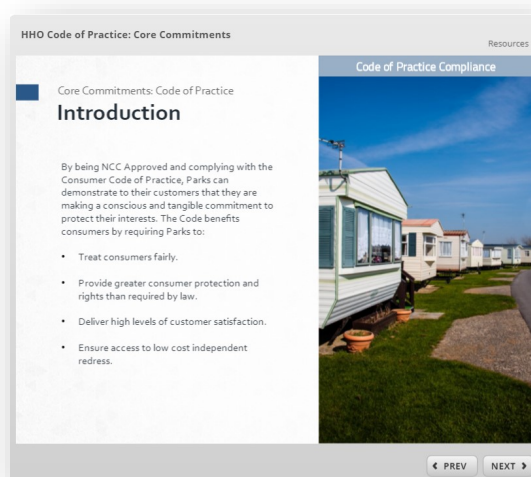 HHO Code of Practice: Core Commitments
Resources
Code of Practice Compliance
Core Commitments: Code of Practice
Introduction
By being NCC Approved and complying with the
Consumer Code of Practice, Parks can
demonstrate to their customers that they are
making a conscious and tangible commitment to
protect their interests. The Code benefits
consumers by requiring Parks to:
• Treat consumers fairly.
• Provide greater consumer protection and
rights than required by law.
• Deliver high levels of customer satisfaction.
• Ensure access to low cost independent
redress.
PREV
NEXT